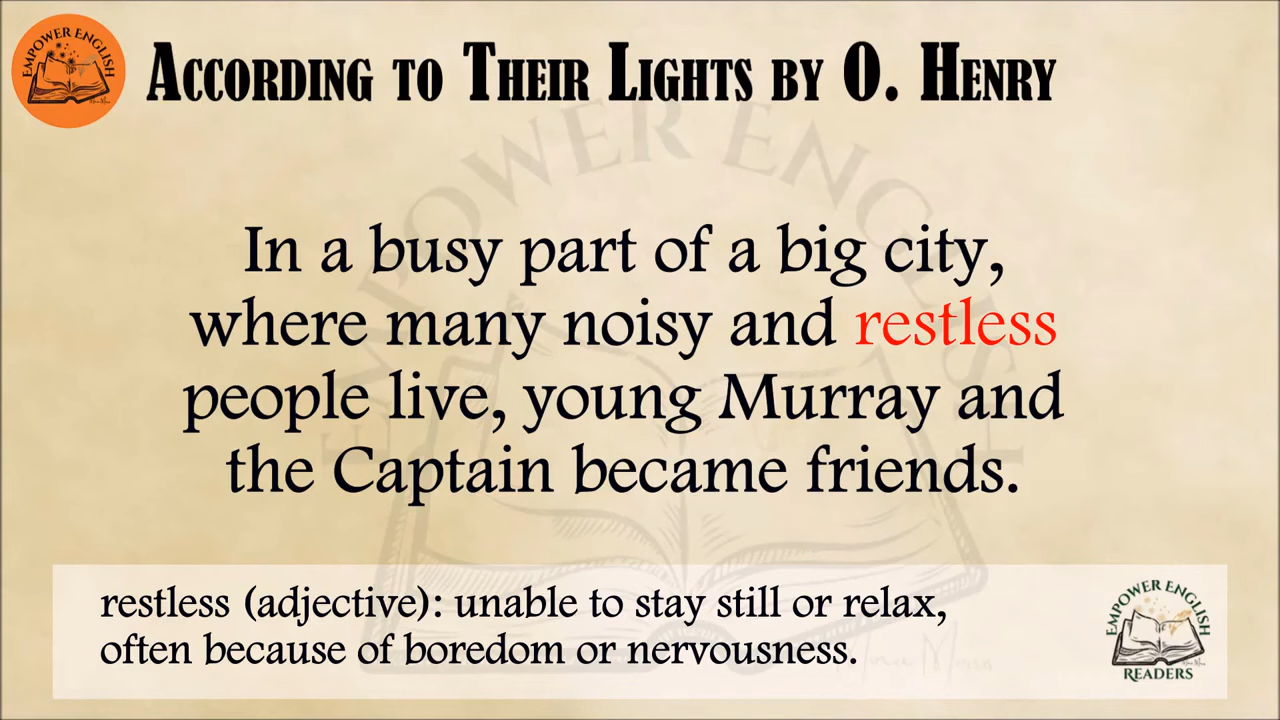 EMPOWER ENGLISH
According to Their Lights by O. Henry
EMPOWER ENGLISH
In a busy part of a big city,
where many noisy and restless
people live, young Murray and
the Captain became friends.
restless (adjective): unable to stay still or relax,
often because of boredom or nervousness.
EMPOWER ENGLISH
READERS